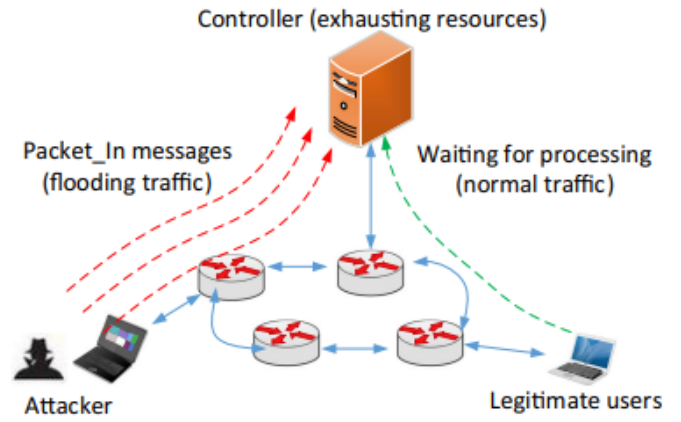 Controller (exhausting resources)
Packet_In messages
(flooding traffic)
Waiting for processing
(normal traffic)
Attacker
Legitimate users